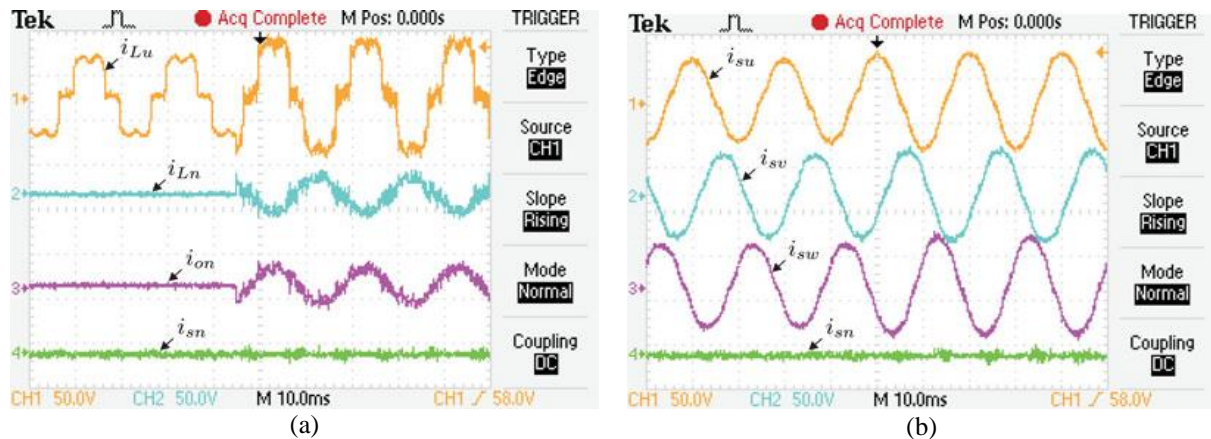 Tek Acq Complete M Pos: 0.000s TRIGGER
i_Lu
Type
Edge
1
Source
CH1
i_Ln
2
Slope
Rising
i_on
Mode
Normal
3
i_sn
Coupling
DC
4
CH1 50.0V CH2 50.0V M 10.0ms CH1 58.0V
(a)
Tek Acq Complete M Pos: 0.000s TRIGGER
i_su
Type
Edge
1
Source
CH1
i_sv
2
Slope
Rising
i_sw
Mode
Normal
3
i_sn
Coupling
DC
4
CH1 50.0V CH2 50.0V M 10.0ms CH1 58.0V
(b)